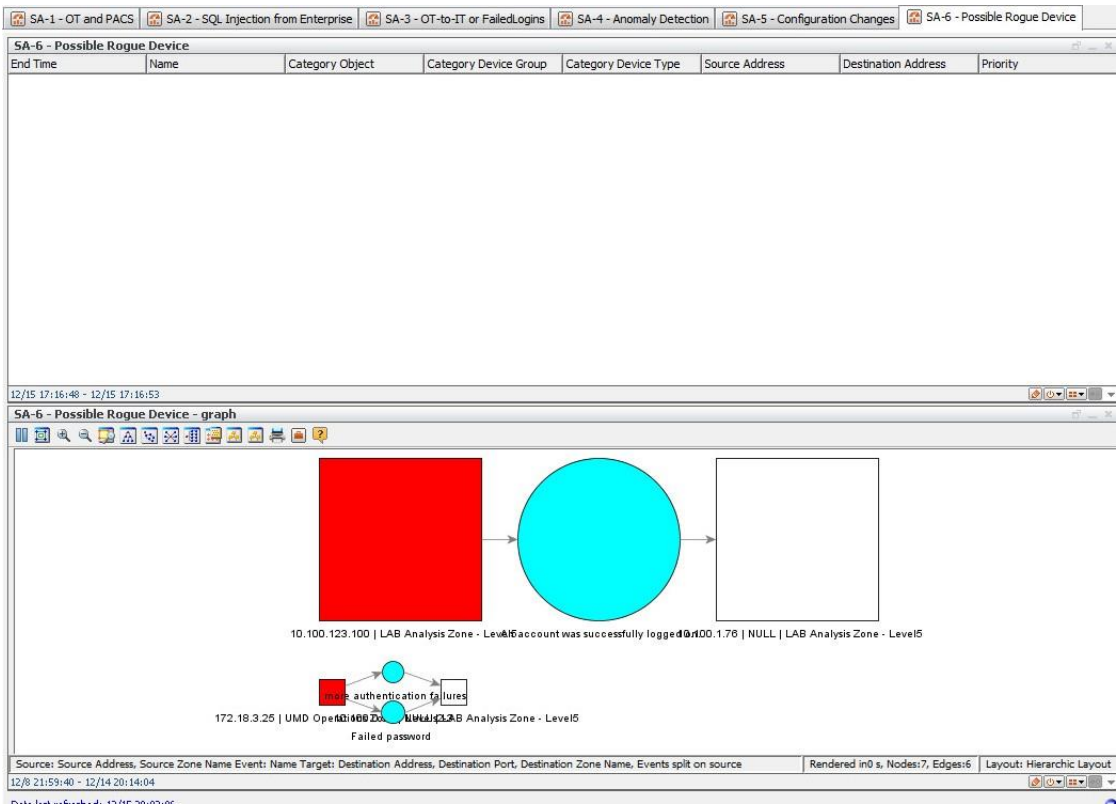 SA-1 - OT and PACS SA-2 - SQL Injection from Enterprise SA-3 - OT-to-IT or FailedLogins SA-4 - Anomaly Detection SA-5 - Configuration Changes SA-6 - Possible Rogue Device
SA-6 - Possible Rogue Device
End Time Name Category Object Category Device Group Category Device Type Source Address Destination Address Priority
12/15 17:16:48 - 12/15 17:16:53
SA-6 - Possible Rogue Device - graph
10.100.123.100 | LAB Analysis Zone - Level5 An account was successfully logged on. 10.100.1.76 | NULL | LAB Analysis Zone - Level5
more authentication failures
172.18.3.25 | UMD LAB Analysis Zone - Level5
Failed password
Source: Source Address, Source Zone Name Event: Name Target: Destination Address, Destination Port, Destination Zone Name, Events split on source Rendered in0 s, Nodes:7, Edges:6 Layout: Hierarchic Layout
12/8 21:59:40 - 12/14 20:14:04